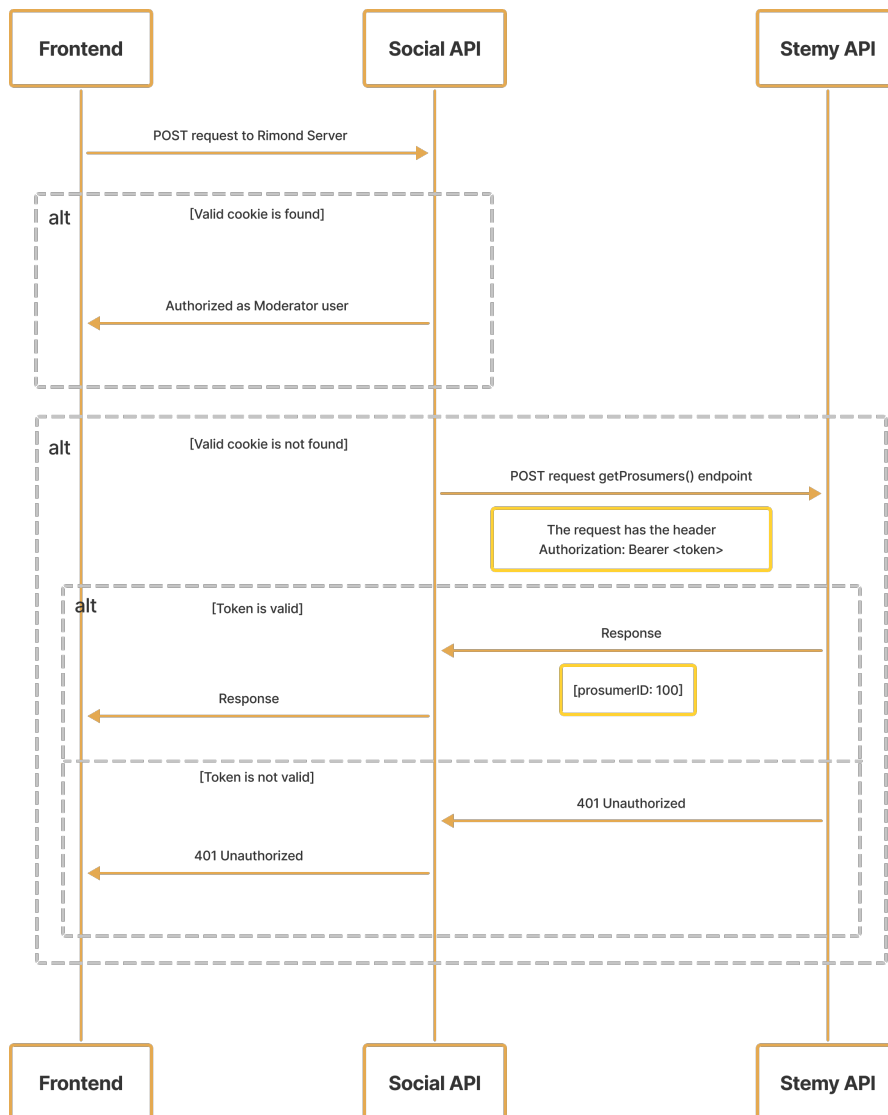 Frontend
Social API
Stemy API
POST request to Rimond Server
alt
[Valid cookie is found]
Authorized as Moderator user
alt
[Valid cookie is not found]
POST request getProsumers() endpoint
The request has the header
Authorization: Bearer <token>
alt
[Token is valid]
Response
[prosumerID: 100]
Response
[Token is not valid]
401 Unauthorized
401 Unauthorized
Frontend
Social API
Stemy API